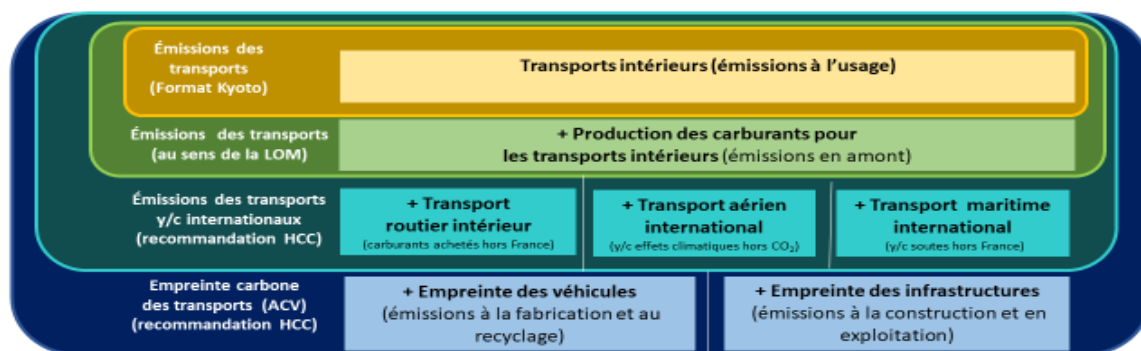 Émissions des
transports
(Format Kyoto)
Transports intérieurs (émissions à l’usage)
Émissions des transports
(au sens de la LOM)
+ Production des carburants pour
les transports intérieurs (émissions en amont)
Émissions des transports
y/c internationaux
(recommandation HCC)
+ Transport
routier intérieur
(carburants achetés hors France)
+ Transport aérien
international
(y/c effets climatiques hors CO₂)
+ Transport maritime
international
(y/c soutes hors France)
Empreinte carbone
des transports (ACV)
(recommandation HCC)
+ Empreinte des véhicules
(émissions à la fabrication et au
recyclage)
+ Empreinte des infrastructures
(émissions à la construction et en
exploitation)